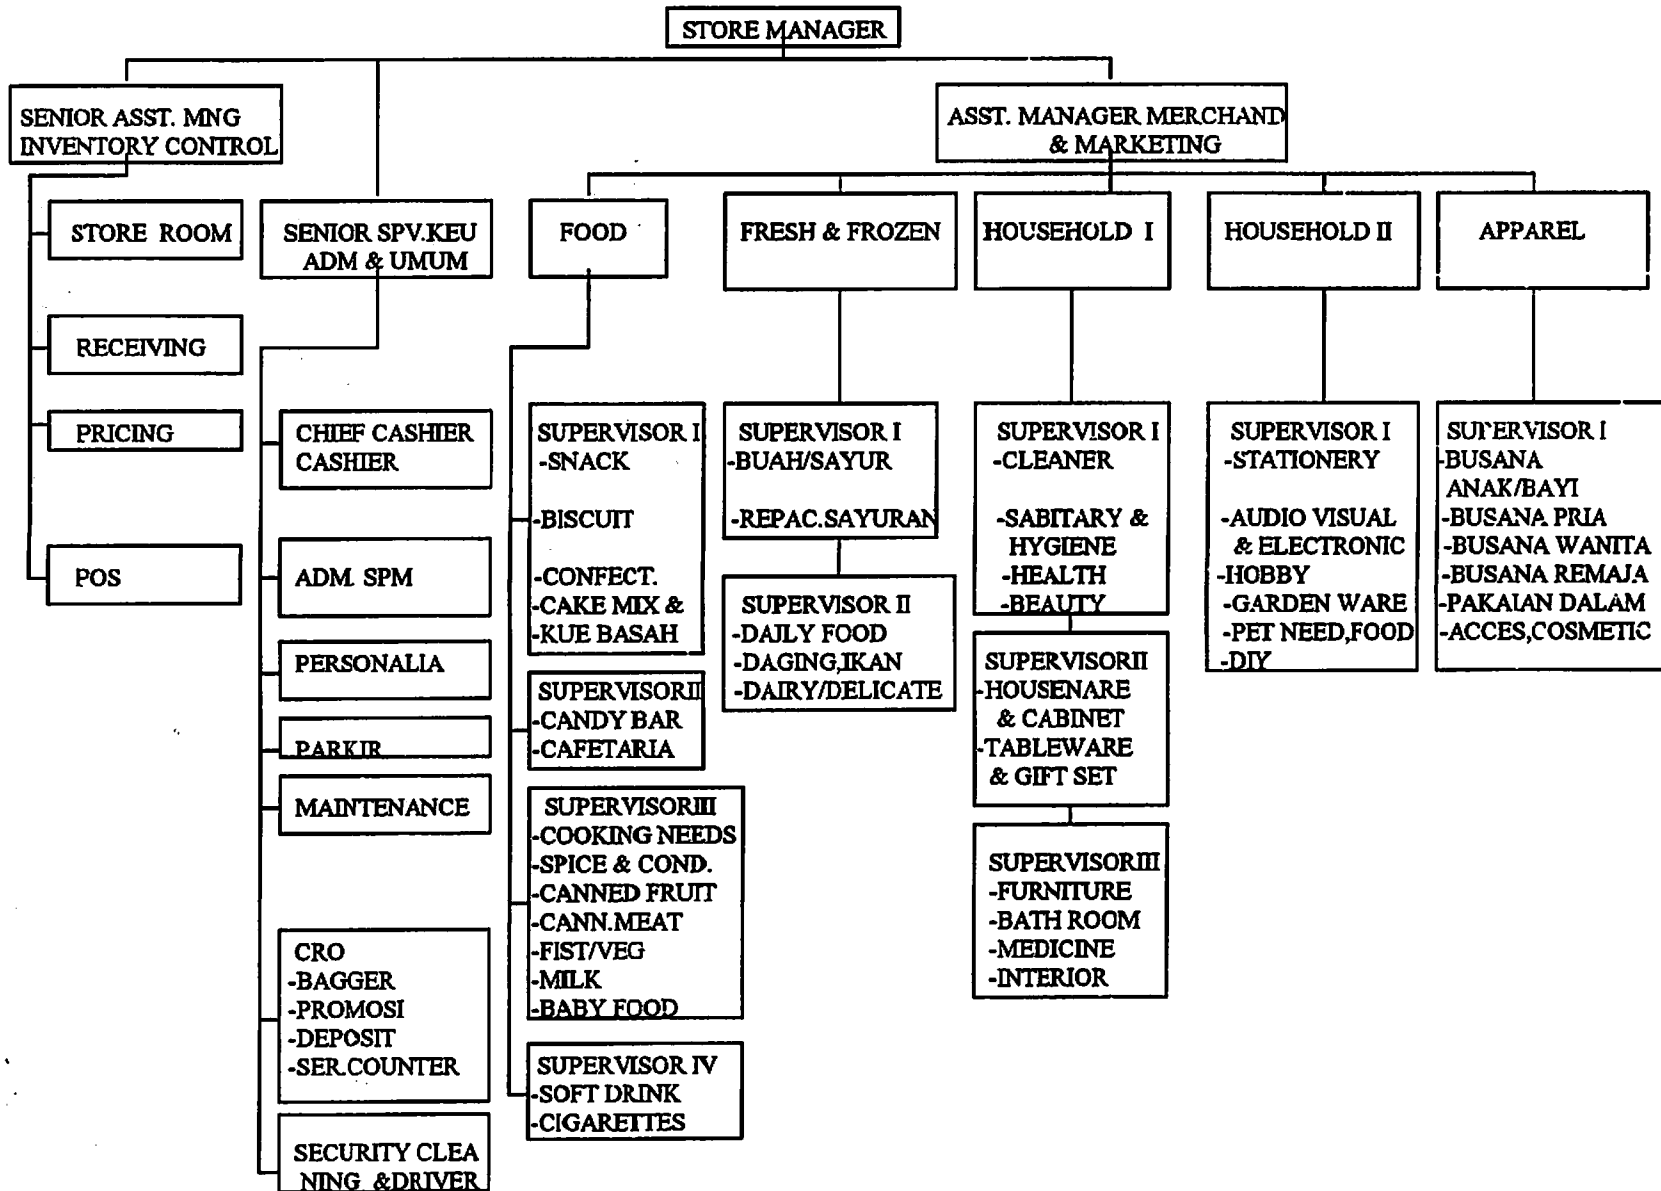 STORE MANAGER
SENIOR ASST. MNG
INVENTORY CONTROL
ASST. MANAGER MERCHAND
& MARKETING
STORE ROOM
RECEIVING
PRICING
POS
SENIOR SPV.KEU
ADM & UMUM
CHIEF CASHIER
CASHIER
ADM. SPM
PERSONALIA
PARKIR
MAINTENANCE
CRO
-BAGGER
-PROMOSI
-DEPOSIT
-SER.COUNTER
SECURITY CLEA
NING &DRIVER
FOOD
SUPERVISOR I
-SNACK
-BISCUIT
-CONFECT.
-CAKE MIX &
-KUE BASAH
SUPERVISORII
-CANDY BAR
-CAFETARIA
SUPERVISORIII
-COOKING NEEDS
-SPICE & COND.
-CANNED FRUIT
-CANN.MEAT
-FIST/VEG
-MILK
-BABY FOOD
SUPERVISOR IV
-SOFT DRINK
-CIGARETTES
FRESH & FROZEN
SUPERVISOR I
-BUAH/SAYUR
-REPAC.SAYURAN
SUPERVISOR II
-DAILY FOOD
-DAGING,IKAN
-DAIRY/DELICATE
HOUSEHOLD I
SUPERVISOR I
-CLEANER
-SABITARY &
HYGIENE
-HEALTH
-BEAUTY
SUPERVISORII
-HOUSENARE
& CABINET
-TABLEWARE
& GIFT SET
SUPERVISORIII
-FURNITURE
-BATH ROOM
-MEDICINE
-INTERIOR
HOUSEHOLD II
SUPERVISOR I
-STATIONERY
-AUDIO VISUAL
& ELECTRONIC
-HOBBY
-GARDEN WARE
-PET NEED,FOOD
-DIY
APPAREL
SUPERVISOR I
-BUSANA
ANAK/BAYI
-BUSANA PRIA
-BUSANA WANITA
-BUSANA REMAJA
-PAKAIAN DALAM
-ACCES,COSMETIC